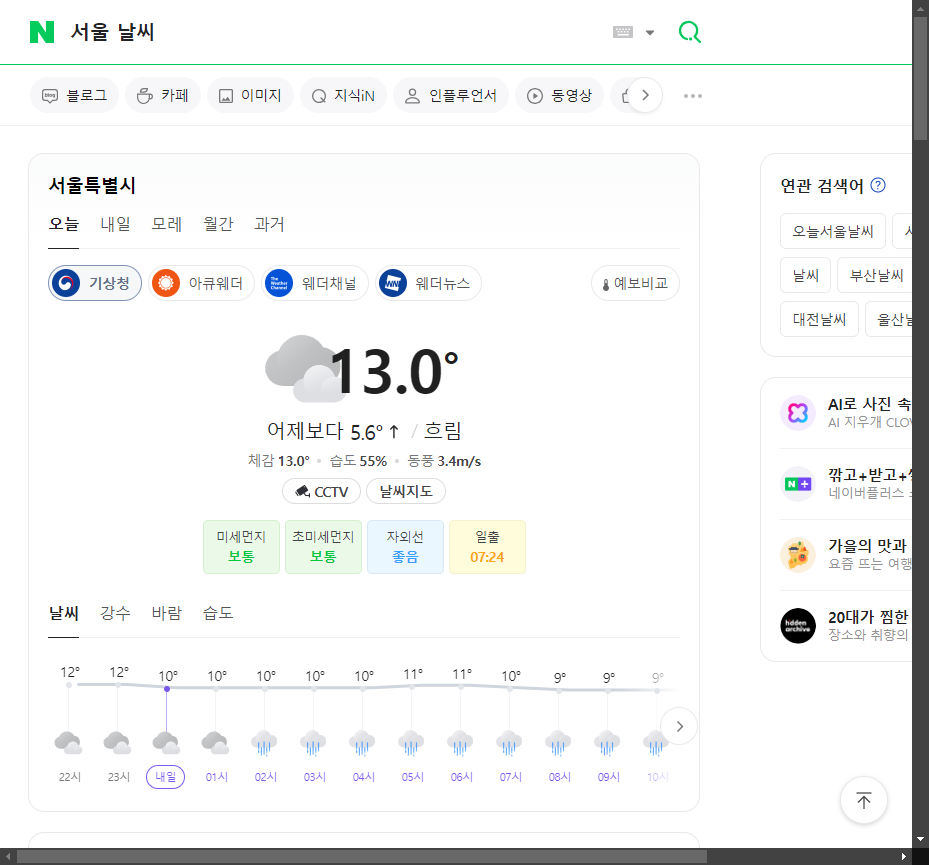 서울 날씨
블로그 카페 이미지 지식iN 인플루언서 동영상
서울특별시
오늘 내일 모레 월간 과거
기상청 아큐웨더 The Weather Channel 웨더채널 WNI 웨더뉴스 예보비교
13.0°
어제보다 5.6° ↑ / 흐림
체감 13.0° • 습도 55% • 동풍 3.4m/s
CCTV 날씨지도
미세먼지 초미세먼지 자외선 일출
보통 보통 좋음 07:24
날씨 강수 바람 습도
12° 12° 10° 10° 10° 10° 10° 11° 11° 10° 9° 9° 9°
22시 23시 내일 01시 02시 03시 04시 05시 06시 07시 08시 09시 10시
연관 검색어 ?
오늘서울날씨
날씨 부산날씨
대전날씨
AI로 사진 속
AI 지우개 CLOV
깎고+받고+
네이버플러스
가을의 맛과
요즘 뜨는 여행
hidden archive
20대가 찜한
장소와 취향의